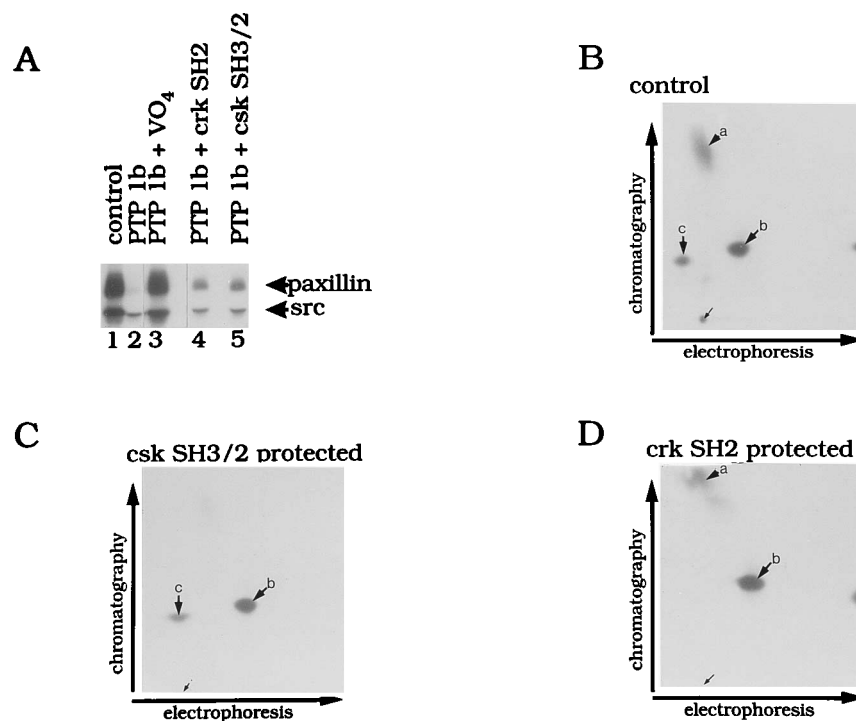 A
control
PTP 1b
PTP 1b + VO4
PTP 1b + crk SH2
PTP 1b + csk SH3/2
paxillin
src
1 2 3 4 5
B
control
a
b
c
chromatography
electrophoresis
C
csk SH3/2 protected
c
b
chromatography
electrophoresis
D
crk SH2 protected
a
b
chromatography
electrophoresis